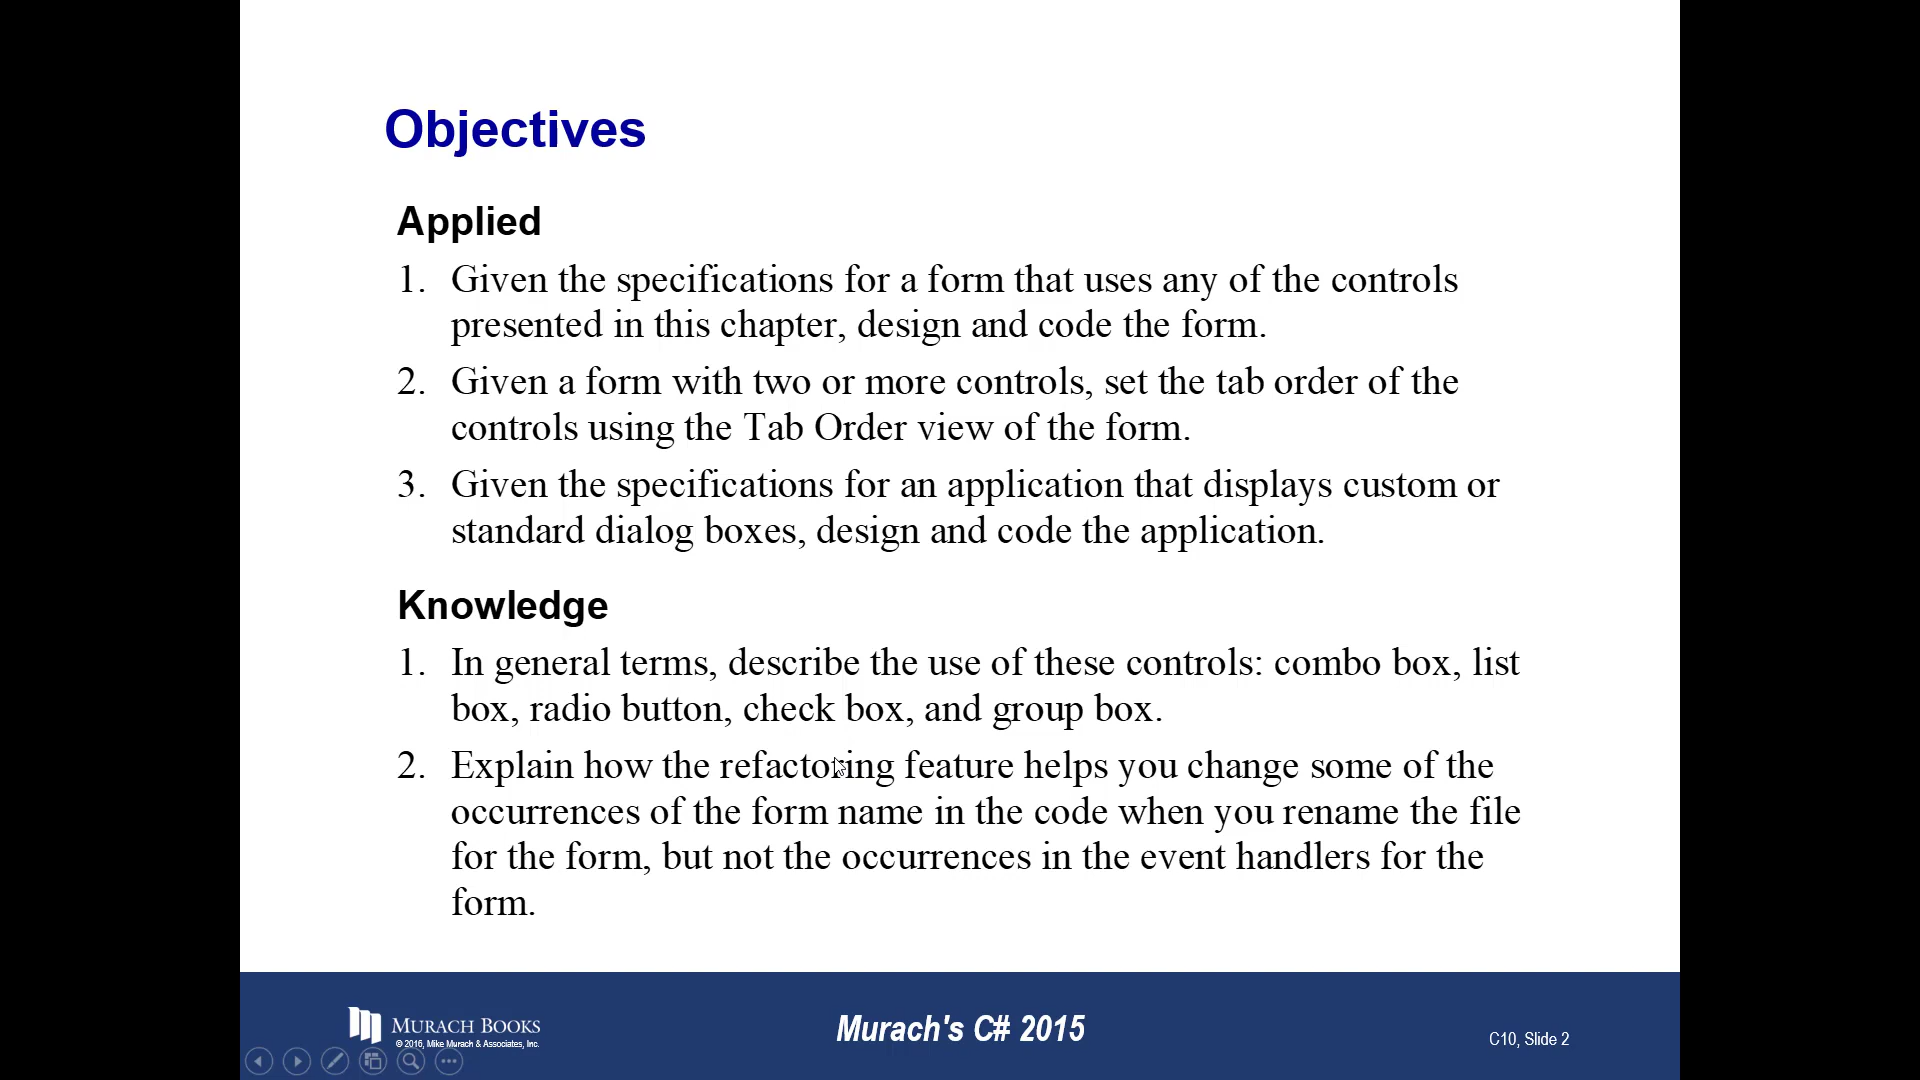 Objectives
Applied
1. Given the specifications for a form that uses any of the controls
presented in this chapter, design and code the form.
2. Given a form with two or more controls, set the tab order of the
controls using the Tab Order view of the form.
3. Given the specifications for an application that displays custom or
standard dialog boxes, design and code the application.
Knowledge
1. In general terms, describe the use of these controls: combo box, list
box, radio button, check box, and group box.
2. Explain how the refactoring feature helps you change some of the
occurrences of the form name in the code when you rename the file
for the form, but not the occurrences in the event handlers for the
form.
MURACH BOOKS
© 2016, Mike Murach & Associates, Inc.
Murach's C# 2015
C10, Slide 2